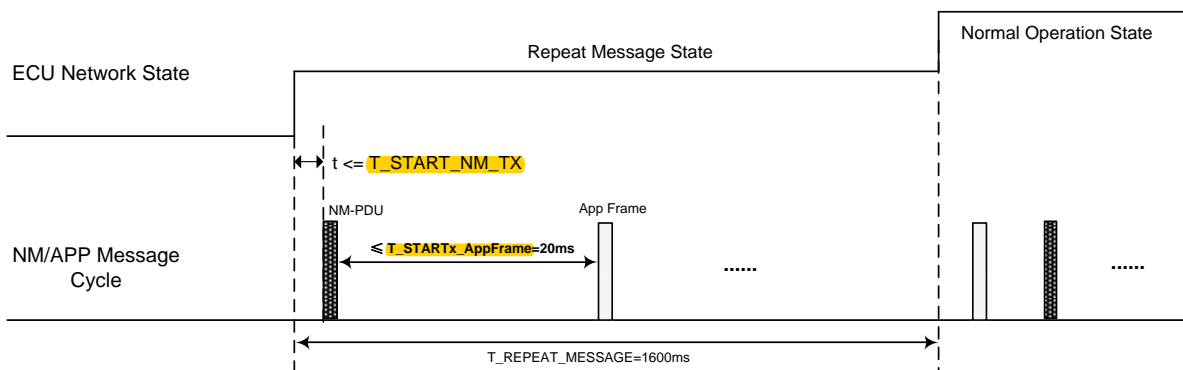 Normal Operation State
Repeat Message State
ECU Network State
t <= T_START_NM_TX
NM-PDU
App Frame
≤ T_STARTx_AppFrame=20ms
NM/APP Message
Cycle
......
......
T_REPEAT_MESSAGE=1600ms